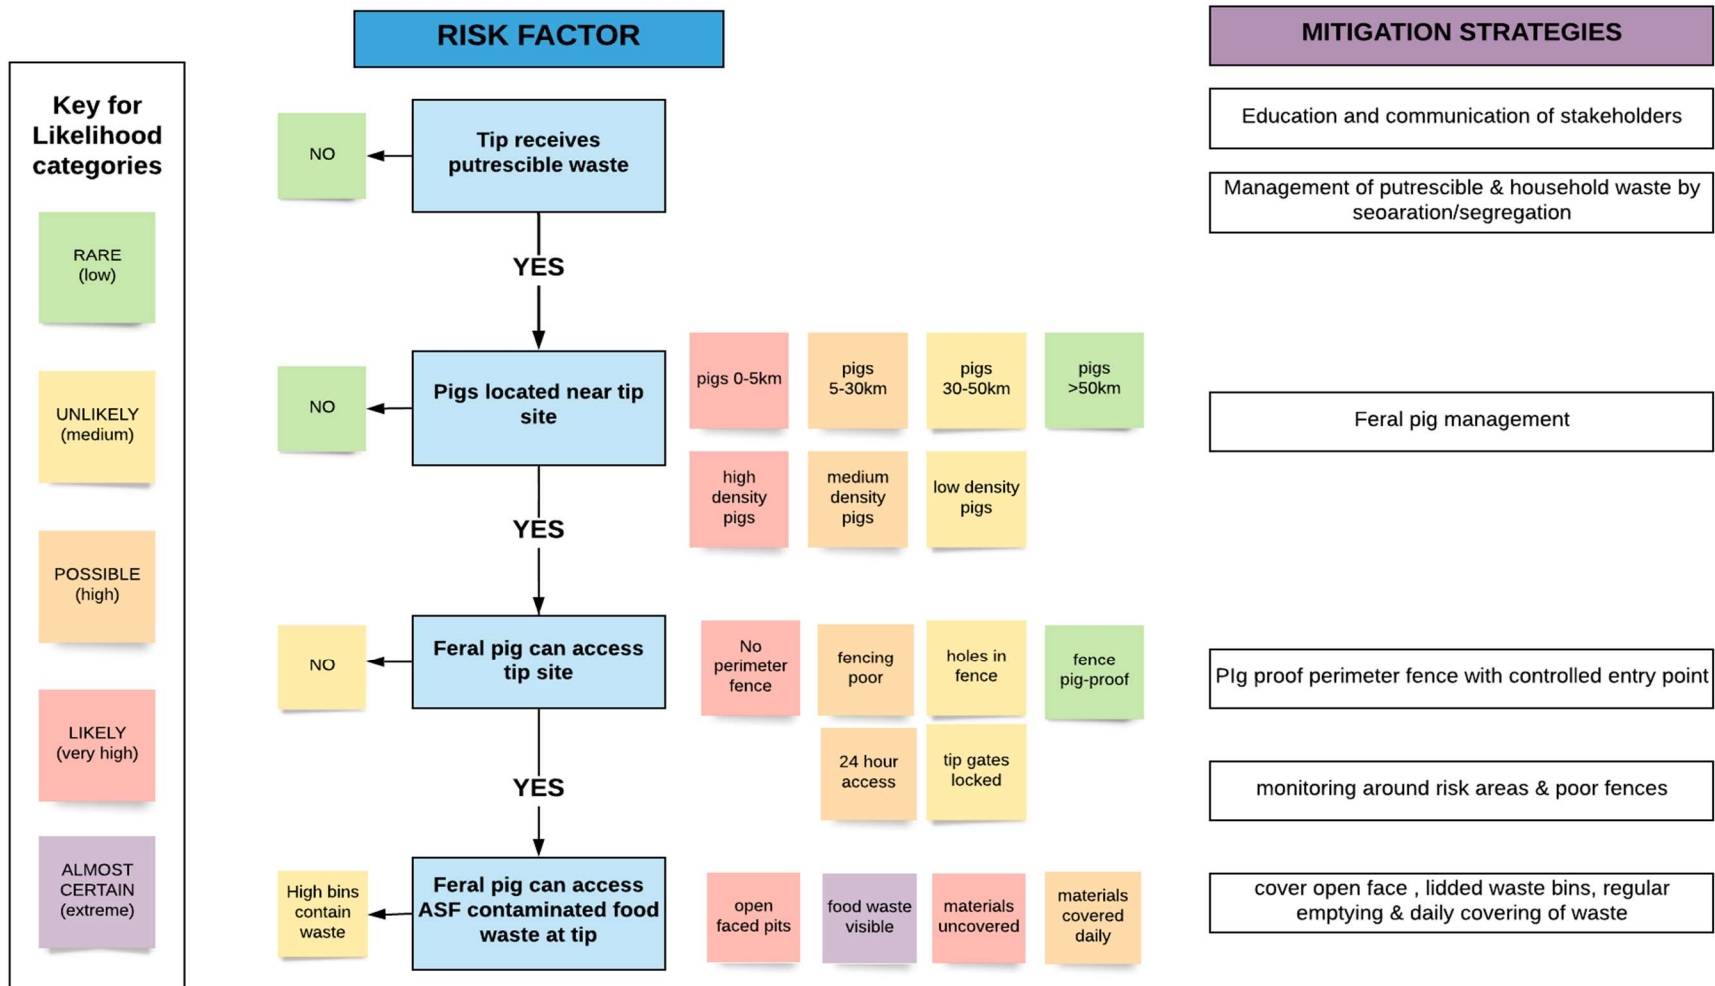 RISK FACTOR
MITIGATION STRATEGIES
Key for
Likelihood
categories
RARE
(low)
UNLIKELY
(medium)
POSSIBLE
(high)
LIKELY
(very high)
ALMOST
CERTAIN
(extreme)
NO
Tip receives
putrescible waste
Education and communication of stakeholders
Management of putrescible & household waste by
seoaration/segregation
YES
NO
Pigs located near tip
site
pigs 0-5km
pigs
5-30km
pigs
30-50km
pigs
>50km
high
density
pigs
medium
density
pigs
low density
pigs
Feral pig management
YES
NO
Feral pig can access
tip site
No
perimeter
fence
fencing
poor
holes in
fence
fence
pig-proof
24 hour
access
tip gates
locked
PIg proof perimeter fence with controlled entry point
monitoring around risk areas & poor fences
YES
High bins
contain
waste
Feral pig can access
ASF contaminated food
waste at tip
open
faced pits
food waste
visible
materials
uncovered
materials
covered
daily
cover open face , lidded waste bins, regular
emptying & daily covering of waste